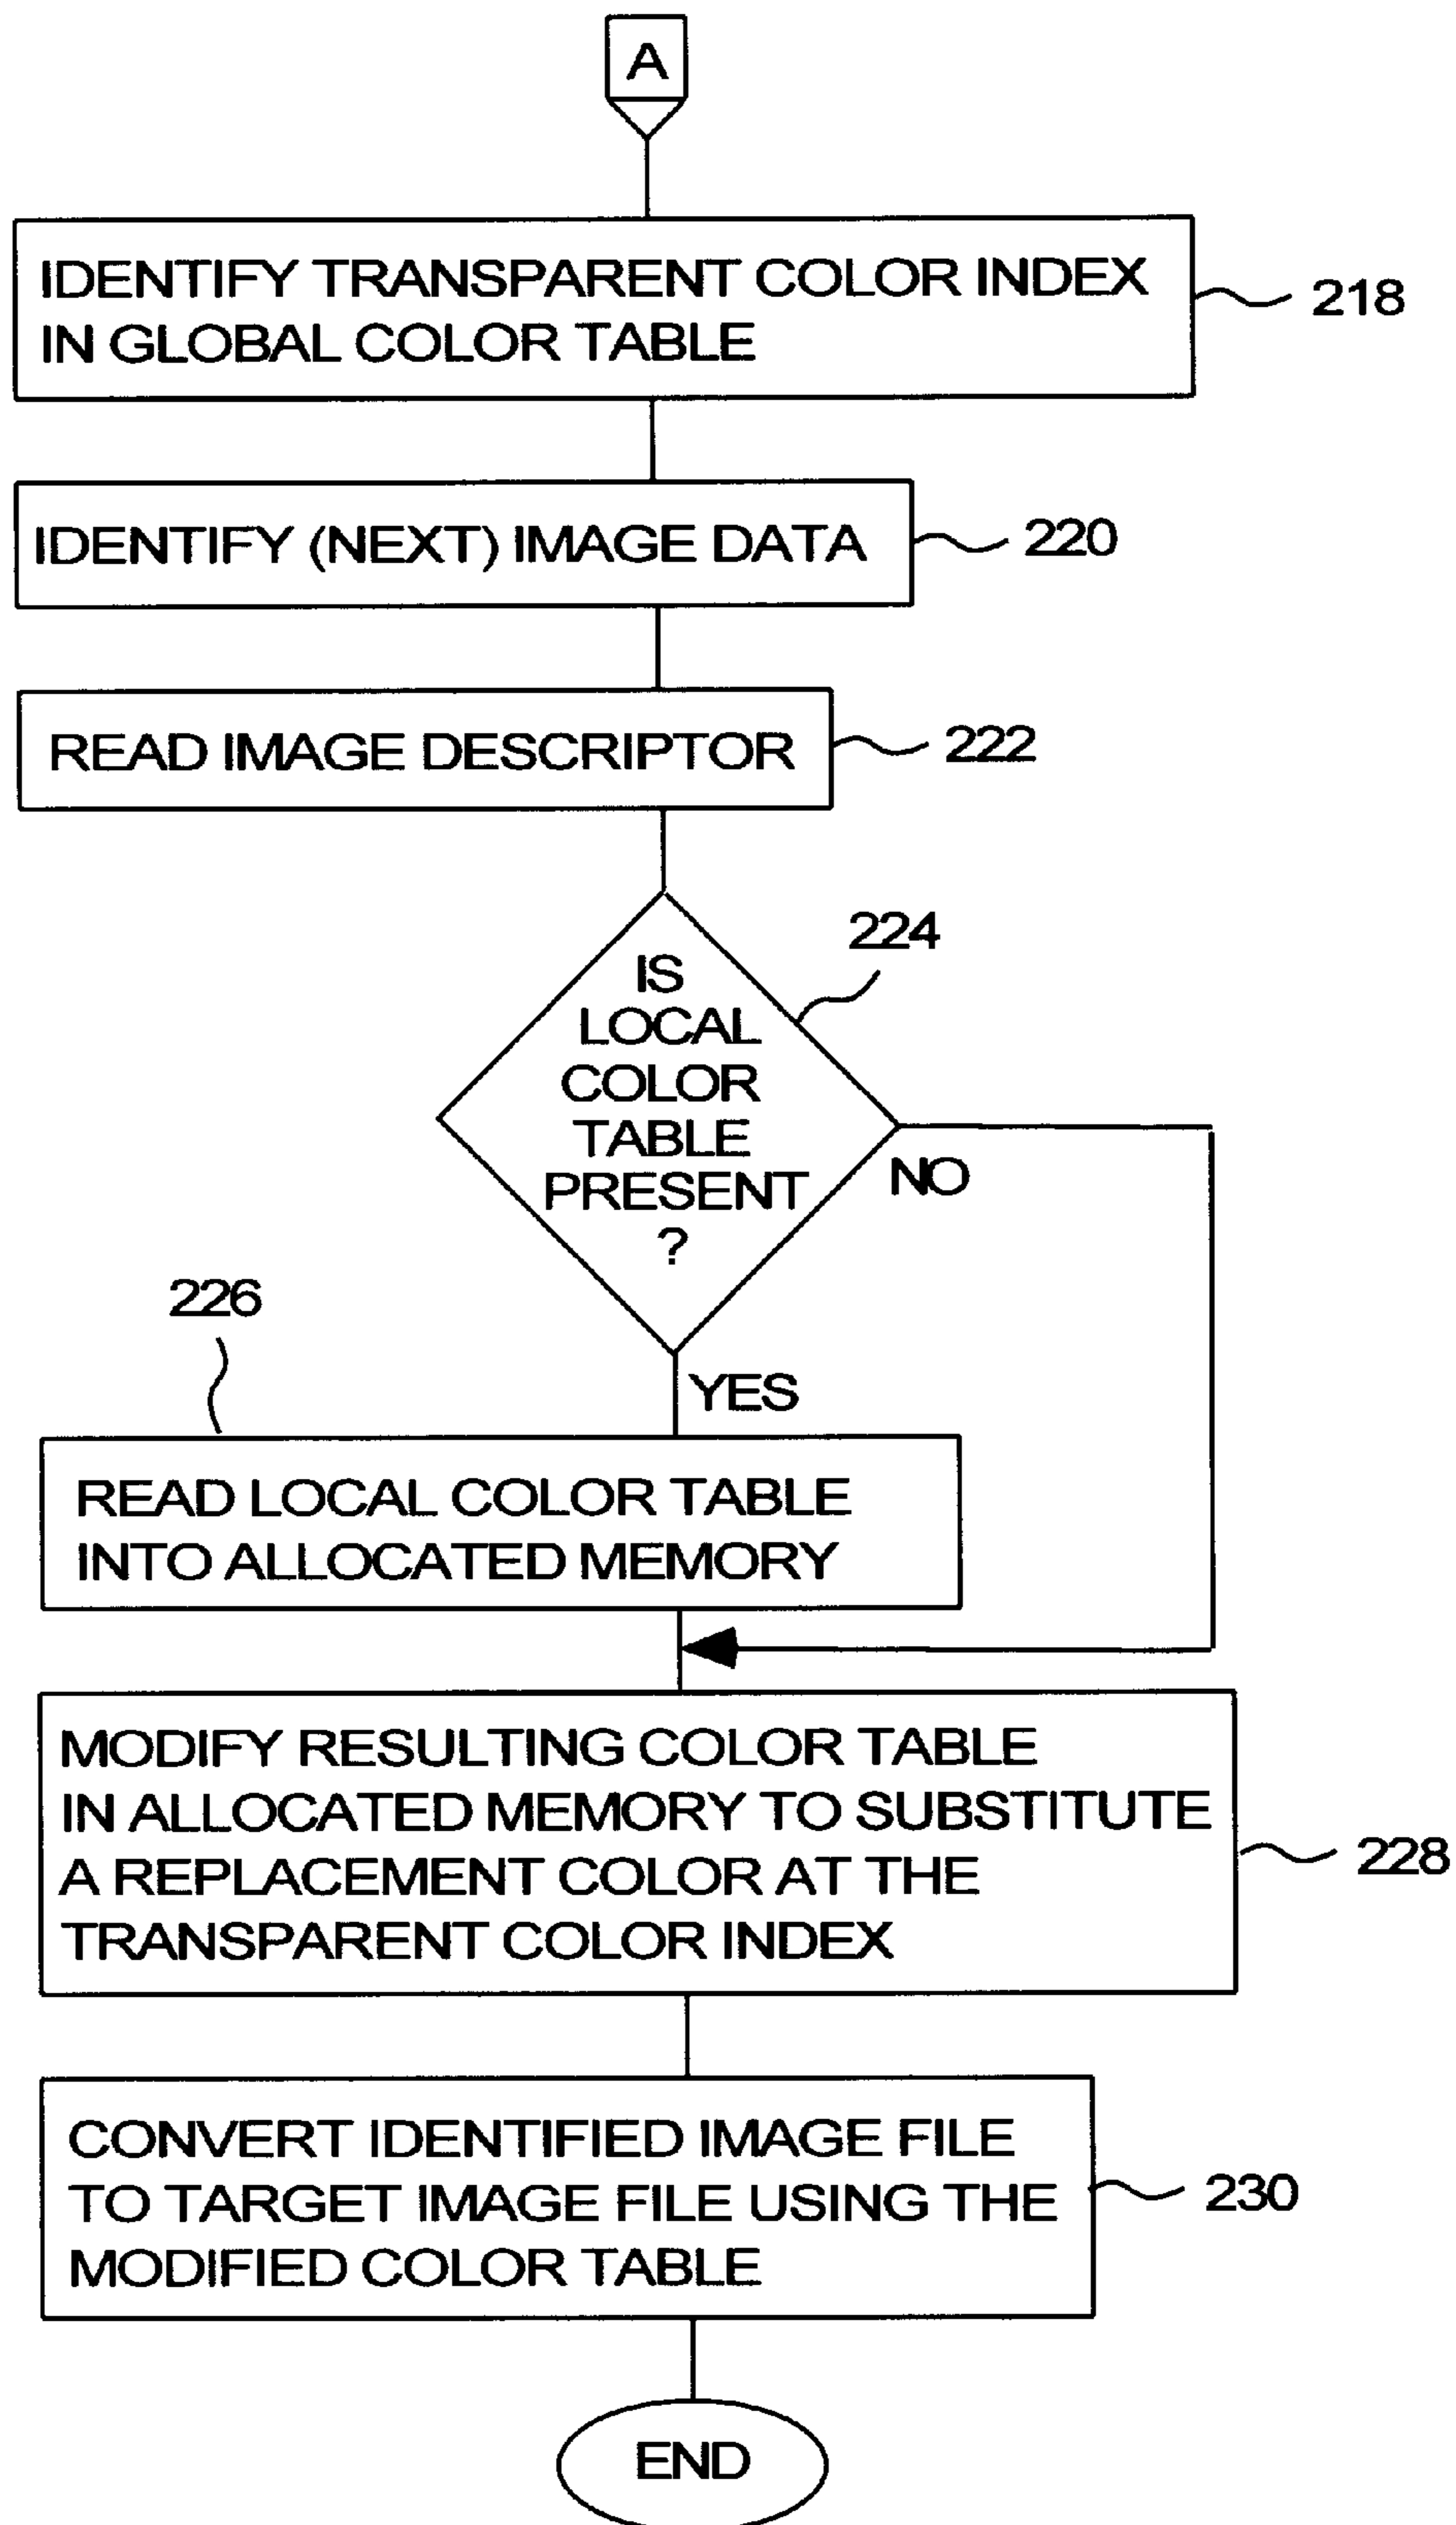 A
IDENTIFY TRANSPARENT COLOR INDEX
IN GLOBAL COLOR TABLE
218
IDENTIFY (NEXT) IMAGE DATA
220
READ IMAGE DESCRIPTOR
222
224
IS
LOCAL
COLOR
TABLE
PRESENT
?
NO
YES
226
READ LOCAL COLOR TABLE
INTO ALLOCATED MEMORY
MODIFY RESULTING COLOR TABLE
IN ALLOCATED MEMORY TO SUBSTITUTE
A REPLACEMENT COLOR AT THE
TRANSPARENT COLOR INDEX
228
CONVERT IDENTIFIED IMAGE FILE
TO TARGET IMAGE FILE USING THE
MODIFIED COLOR TABLE
230
END